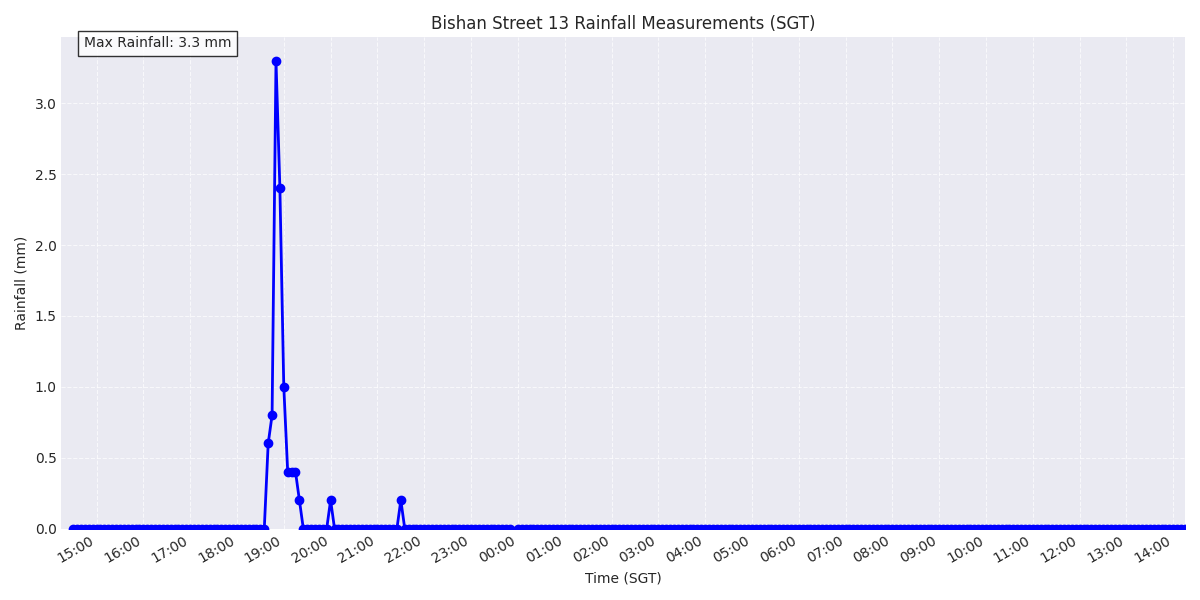 Bishan Street 13 Rainfall Measurements (SGT)
Max Rainfall: 3.3 mm
Rainfall (mm)
3.0
2.5
2.0
1.5
1.0
0.5
0.0
15:00 16:00 17:00 18:00 19:00 20:00 21:00 22:00 23:00 00:00 01:00 02:00 03:00 04:00 05:00 06:00 07:00 08:00 09:00 10:00 11:00 12:00 13:00 14:00
Time (SGT)